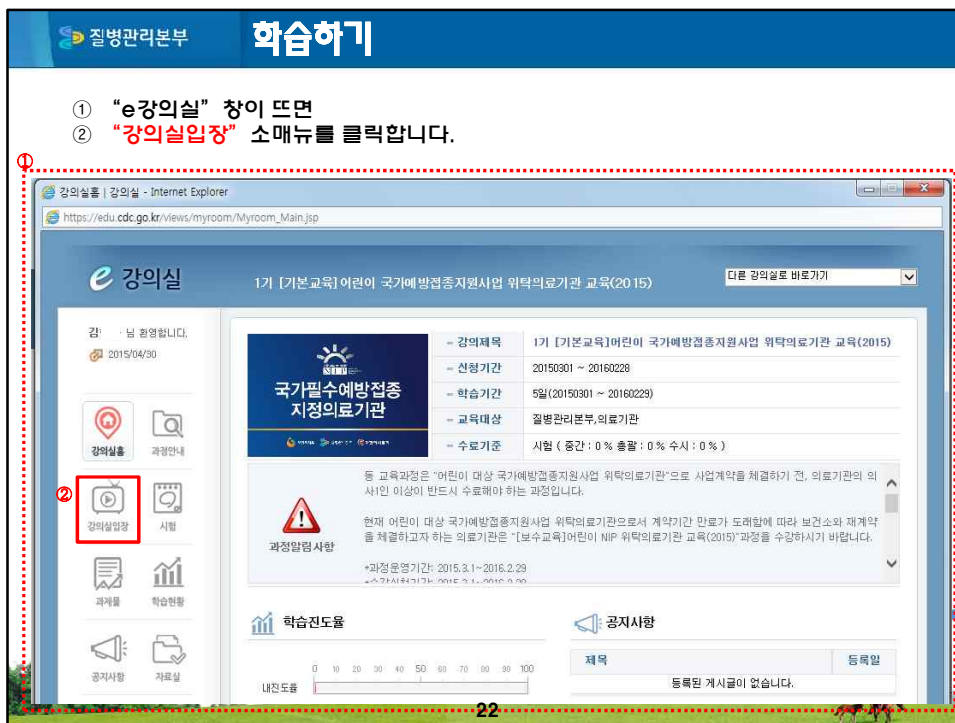 질병관리본부
학습하기
① “e강의실” 창이 뜨면
② “강의실입장” 소매뉴를 클릭합니다.
①
강의실홈 | 강의실 - Internet Explorer
https://edu.cdc.go.kr/views/myroom/Myroom_Main.jsp
e 강의실
1기 [기본교육]어린이 국가예방접종지원사업 위탁의료기관 교육(2015)
다른 강의실로 바로가기
김 님 환영합니다.
2015/04/30
강의실홈
과정안내
②
강의실입장
시험
과제물
학습현황
공지사항
자료실
NIP
국가필수예방접종
지정의료기관
- 강의제목 1기 [기본교육]어린이 국가예방접종지원사업 위탁의료기관 교육(2015)
- 신청기간 20150301 ~ 20160228
- 학습기간 5일(20150301 ~ 20160229)
- 교육대상 질병관리본부,의료기관
- 수료기준 시험 ( 중간 : 0 % 총괄 : 0 % 수시 : 0 % )
과정알림사항
동 교육과정은 "어린이 대상 국가예방접종지원사업 위탁의료기관"으로 사업계약을 체결하기 전, 의료기관의 의
사1인 이상이 반드시 수료해야 하는 과정입니다.
현재 어린이 대상 국가예방접종지원사업 위탁의료기관으로서 계약기간 만료가 도래함에 따라 보건소와 재계약
을 체결하고자 하는 의료기관은 "[보수교육]어린이 NIP 위탁의료기관 교육(2015)"과정을 수강하시기 바랍니다.
*과정운영기간: 2015.3.1~2016.2.29
학습진도율
0 10 20 30 40 50 60 70 80 90 100
내진도율
공지사항
제목 등록일
등록된 게시글이 없습니다.
22